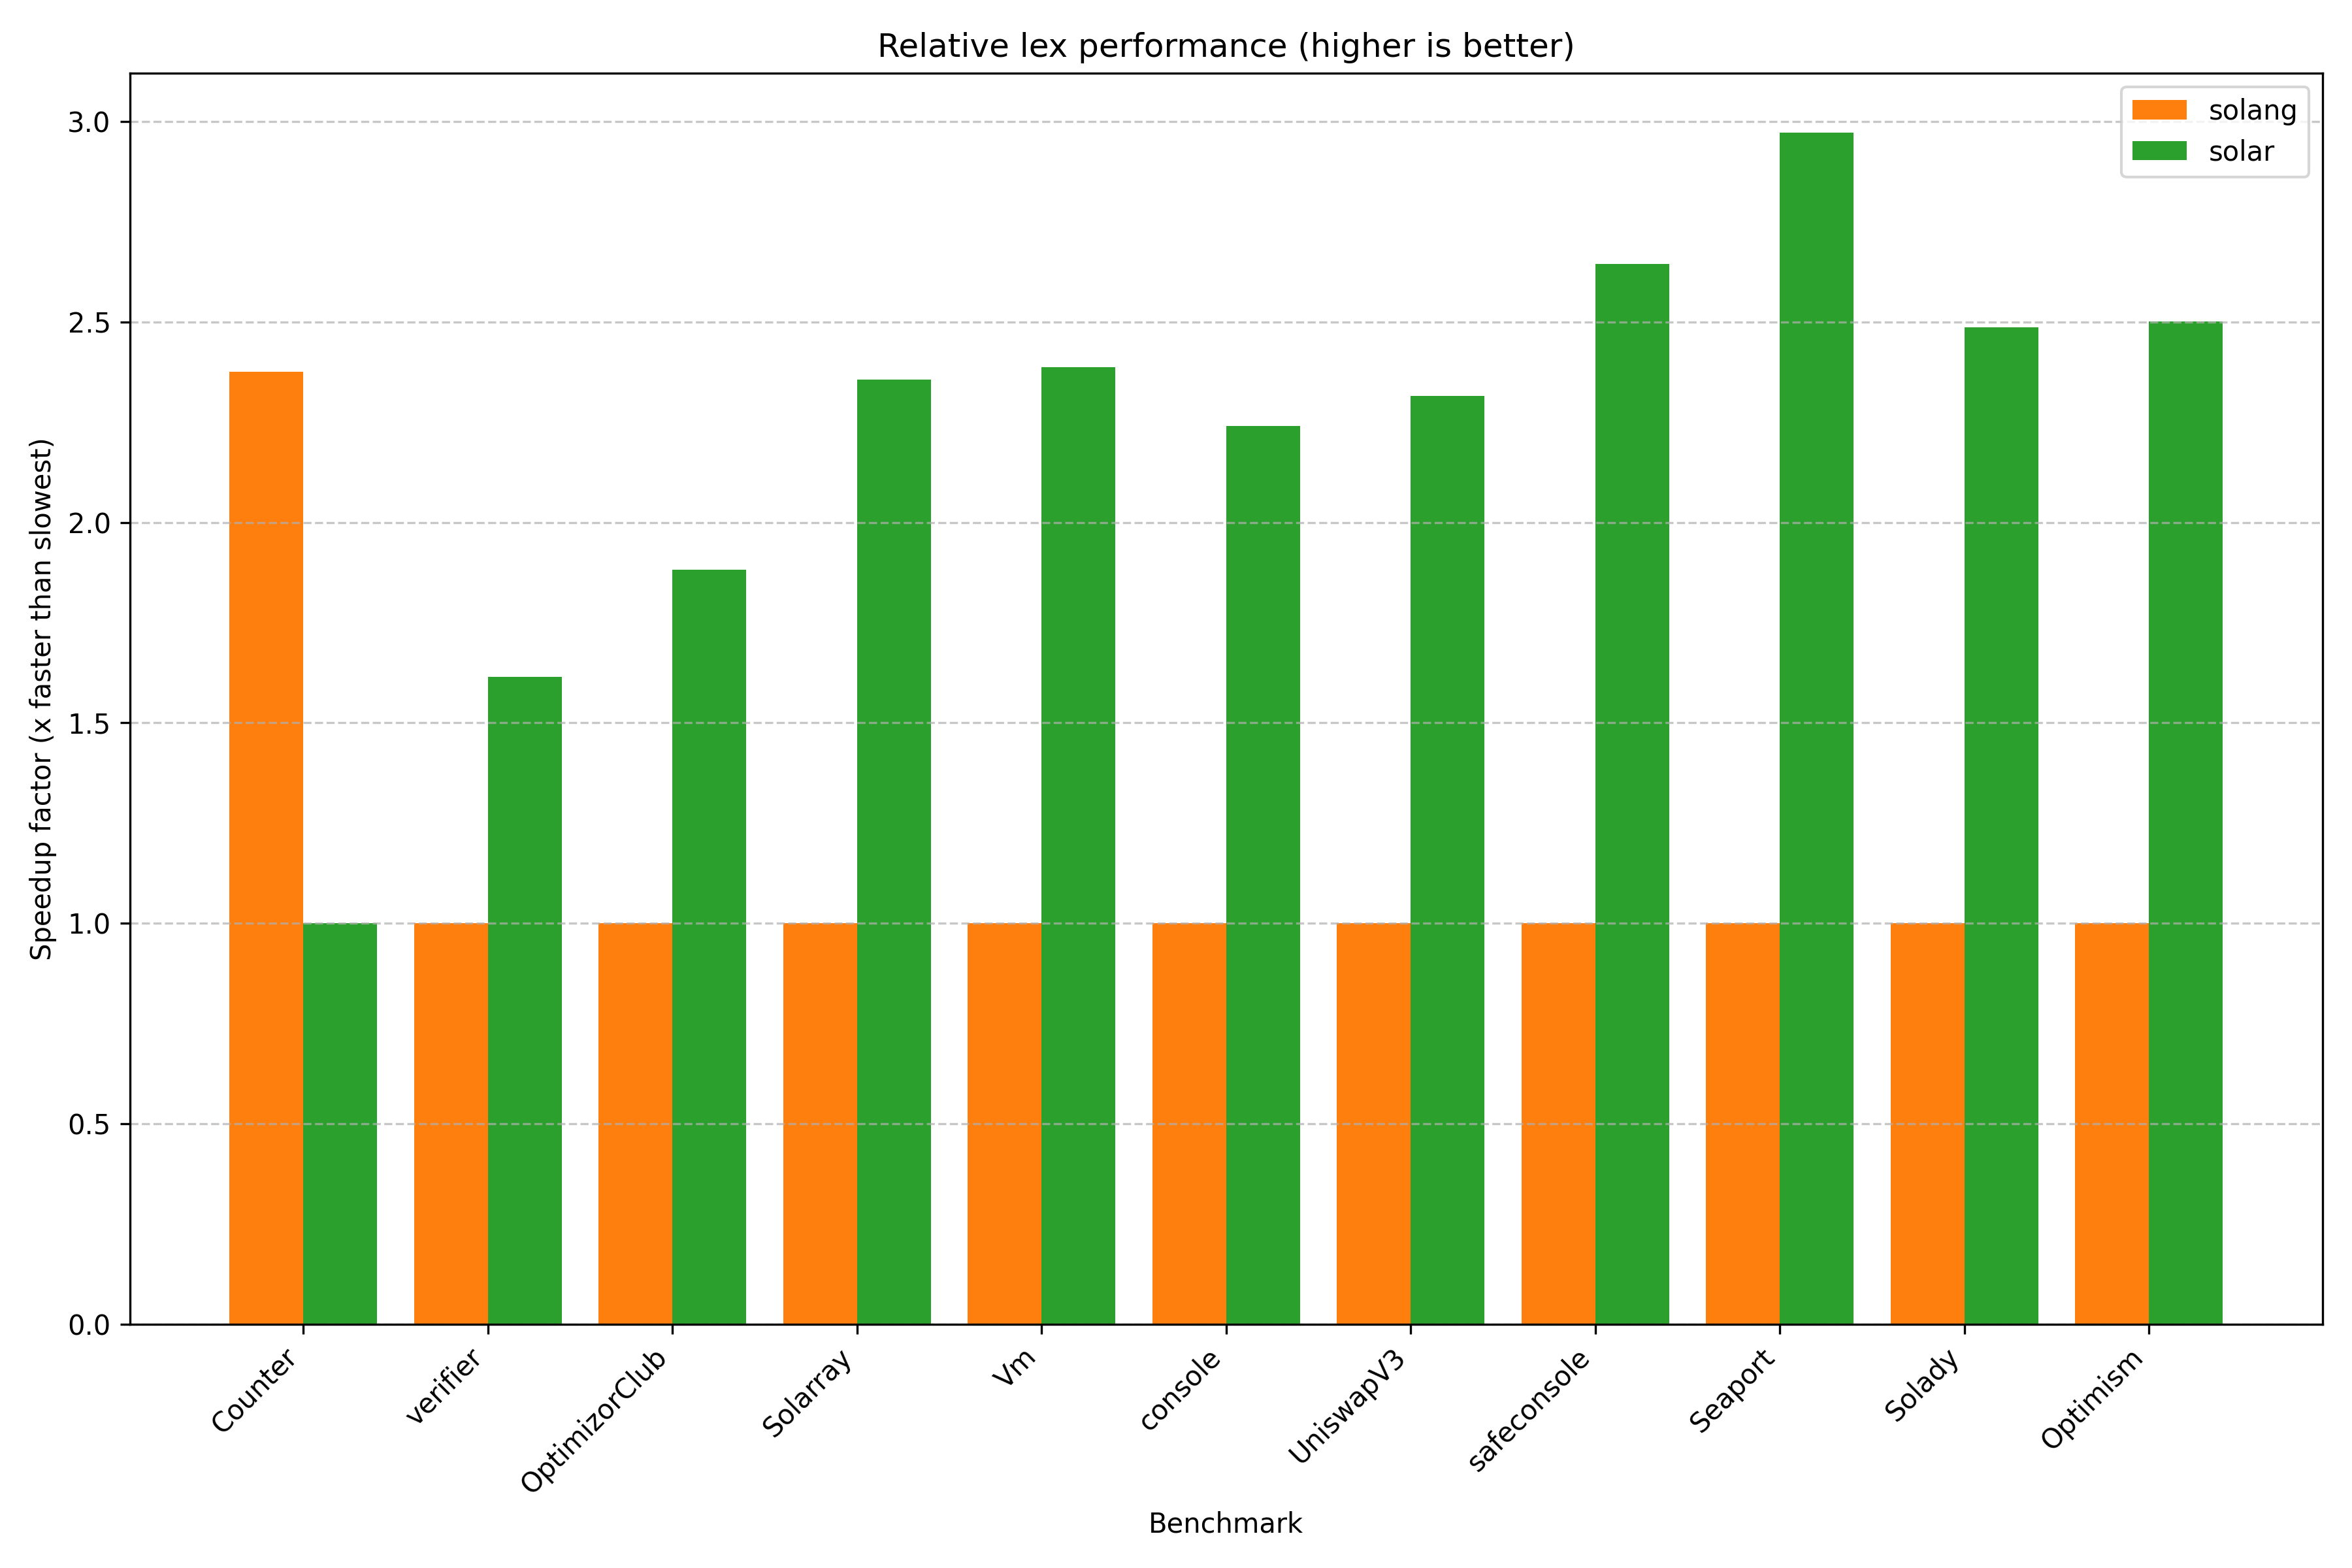 Relative lex performance (higher is better)
solang
solar
Speedup factor (x faster than slowest)
3.0
2.5
2.0
1.5
1.0
0.5
0.0
Counter
verifier
OptimizorClub
Solarray
Vm
console
UniswapV3
safeconsole
Seaport
Solady
Optimism
Benchmark